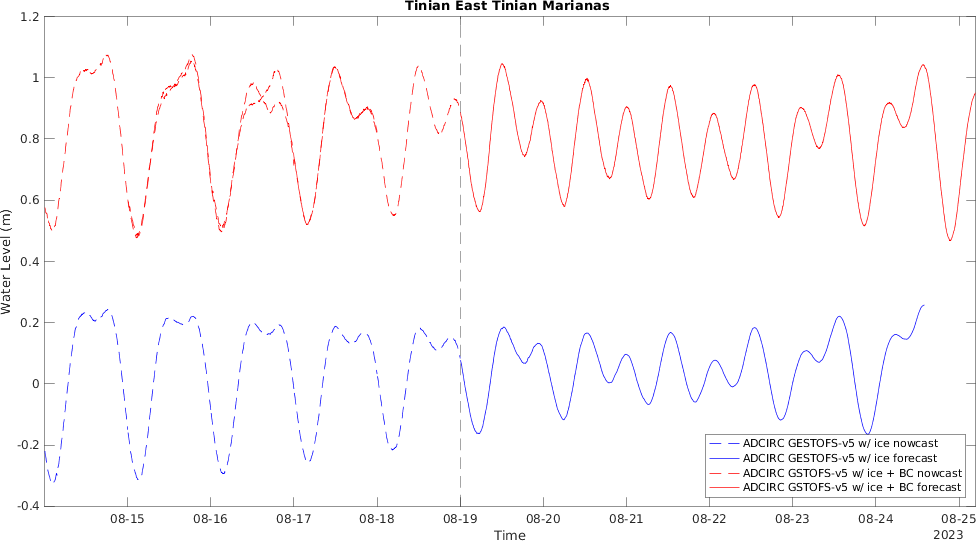 Tinian East Tinian Marianas
1.2
1
0.8
0.6
0.4
0.2
0
-0.2
-0.4
Water Level (m)
ADCIRC GESTOFS-v5 w/ ice nowcast
ADCIRC GESTOFS-v5 w/ ice forecast
ADCIRC GSTOFS-v5 w/ ice + BC nowcast
ADCIRC GSTOFS-v5 w/ ice + BC forecast
08-15 08-16 08-17 08-18 08-19 08-20 08-21 08-22 08-23 08-24 08-25
Time 2023